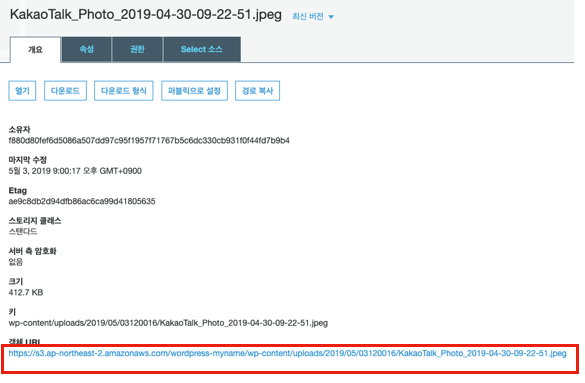 KakaoTalk_Photo_2019-04-30-09-22-51.jpeg 최신 버전
개요 속성 권한 Select 소스
열기 다운로드 다운로드 형식 퍼블릭으로 설정 경로 복사
소유자
f880d80fef6d5086a507dd97c95f1957f71767b5c6dc330cb931f0f44fd7b9b4
마지막 수정
5월 3, 2019 9:00:17 오후 GMT+0900
Etag
ae9c8db2d94dfb86ac6ca99d41805635
스토리지 클래스
스탠다드
서버 측 암호화
없음
크기
412.7 KB
키
wp-content/uploads/2019/05/03120016/KakaoTalk_Photo_2019-04-30-09-22-51.jpeg
객체 URL
https://s3.ap-northeast-2.amazonaws.com/wordpress-myname/wp-content/uploads/2019/05/03120016/KakaoTalk_Photo_2019-04-30-09-22-51.jpeg